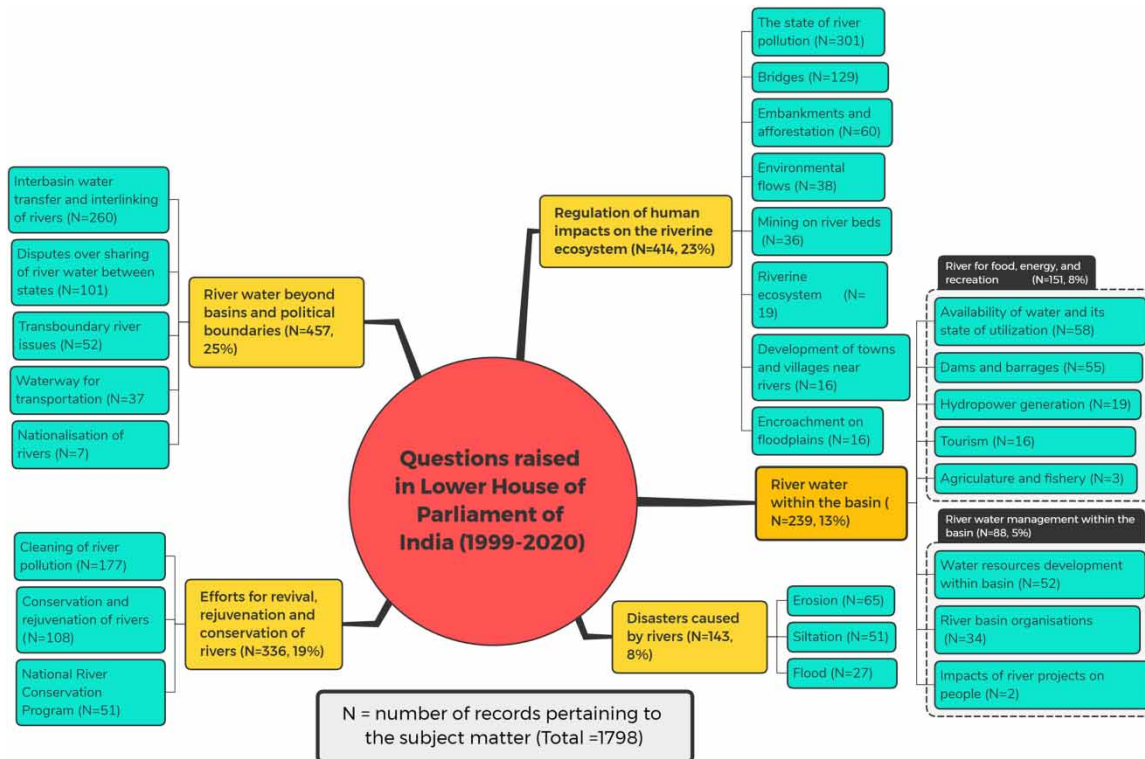 Questions raised
in Lower House of
Parliament of
India (1999-2020)
River water beyond
basins and political
boundaries (N=457,
25%)
Interbasin water
transfer and interlinking
of rivers (N=260)
Disputes over sharing
of river water between
states (N=101)
Transboundary river
issues (N=52)
Waterway for
transportation (N=37
Nationalisation of
rivers (N=7)
Efforts for revival,
rejuvenation and
conservation of
rivers (N=336, 19%)
Cleaning of river
pollution (N=177)
Conservation and
rejuvenation of rivers
(N=108)
National River
Conservation
Program (N=51)
Regulation of human
impacts on the riverine
ecosystem (N=414, 23%)
The state of river
pollution (N=301)
Bridges (N=129)
Embankments and
afforestation (N=60)
Environmental
flows (N=38)
Mining on river beds
(N=36)
Riverine
ecosystem (N=
19)
Development of towns
and villages near
rivers (N=16)
Encroachment on
floodplains (N=16)
River water
within the basin (
N=239, 13%)
River for food, energy, and
recreation (N=151, 8%)
Availability of water and its
state of utilization (N=58)
Dams and barrages (N=55)
Hydropower generation (N=19)
Tourism (N=16)
Agriculature and fishery (N=3)
River water management within the
basin (N=88, 5%)
Water resources development
within basin (N=52)
River basin organisations
(N=34)
Impacts of river projects on
people (N=2)
Disasters caused
by rivers (N=143,
8%)
Erosion (N=65)
Siltation (N=51)
Flood (N=27)
N = number of records pertaining to
the subject matter (Total =1798)